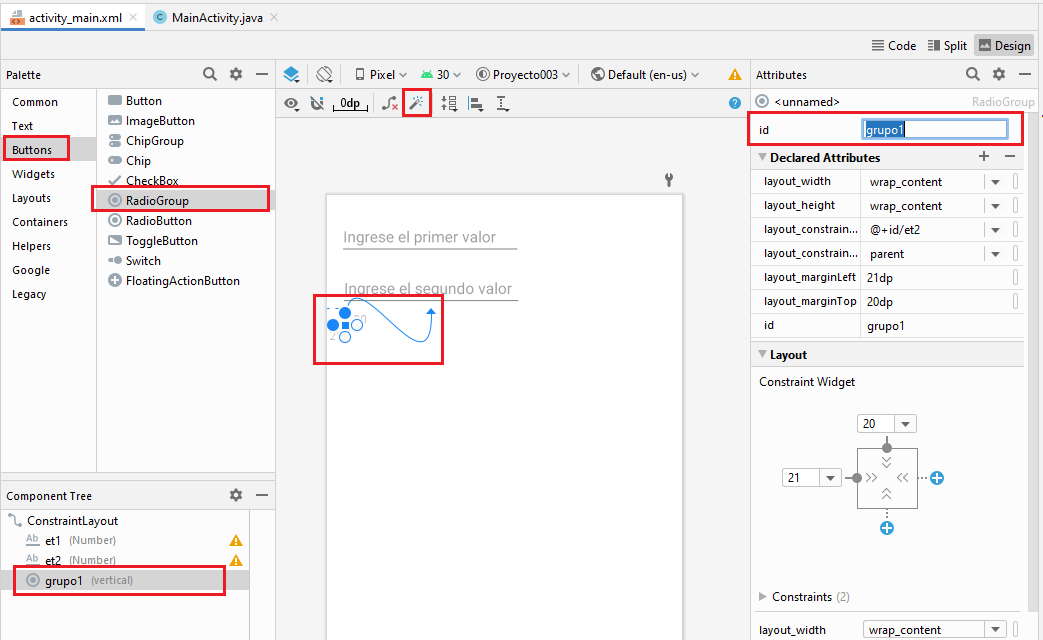 activity_main.xml
MainActivity.java
Code
Split
Design
Palette
Common
Text
Buttons
Widgets
Layouts
Containers
Helpers
Google
Legacy
Button
ImageButton
ChipGroup
Chip
CheckBox
RadioGroup
RadioButton
ToggleButton
Switch
FloatingActionButton
Pixel
30
Proyecto003
Default (en-us)
0dp
Ingrese el primer valor
Ingrese el segundo valor
Component Tree
ConstraintLayout
Ab et1 (Number)
Ab et2 (Number)
grupo1 (vertical)
Attributes
<unnamed> RadioGroup
id grupo1
Declared Attributes
layout_width wrap_content
layout_height wrap_content
layout_constrain... @+id/et2
layout_constrain... parent
layout_marginLeft 21dp
layout_marginTop 20dp
id grupo1
Layout
Constraint Widget
20
21
Constraints (2)
layout_width wrap_content